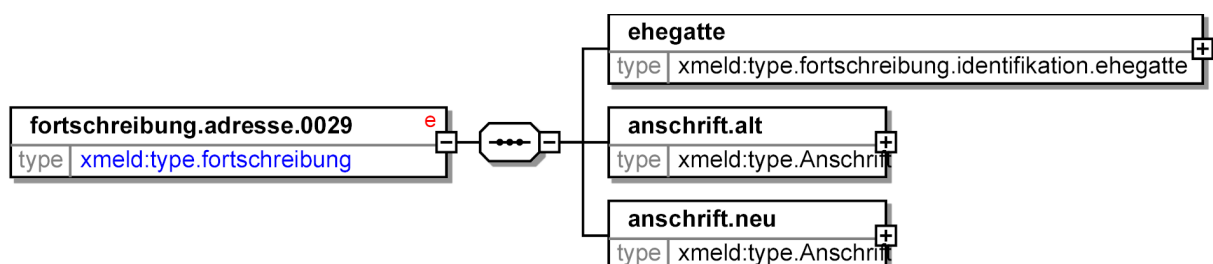 ehegatte
type xmeld:type.fortschreibung.identifikation.ehegatte
fortschreibung.adresse.0029 e
type xmeld:type.fortschreibung
anschrift.alt
type xmeld:type.Anschrift
anschrift.neu
type xmeld:type.Anschrift